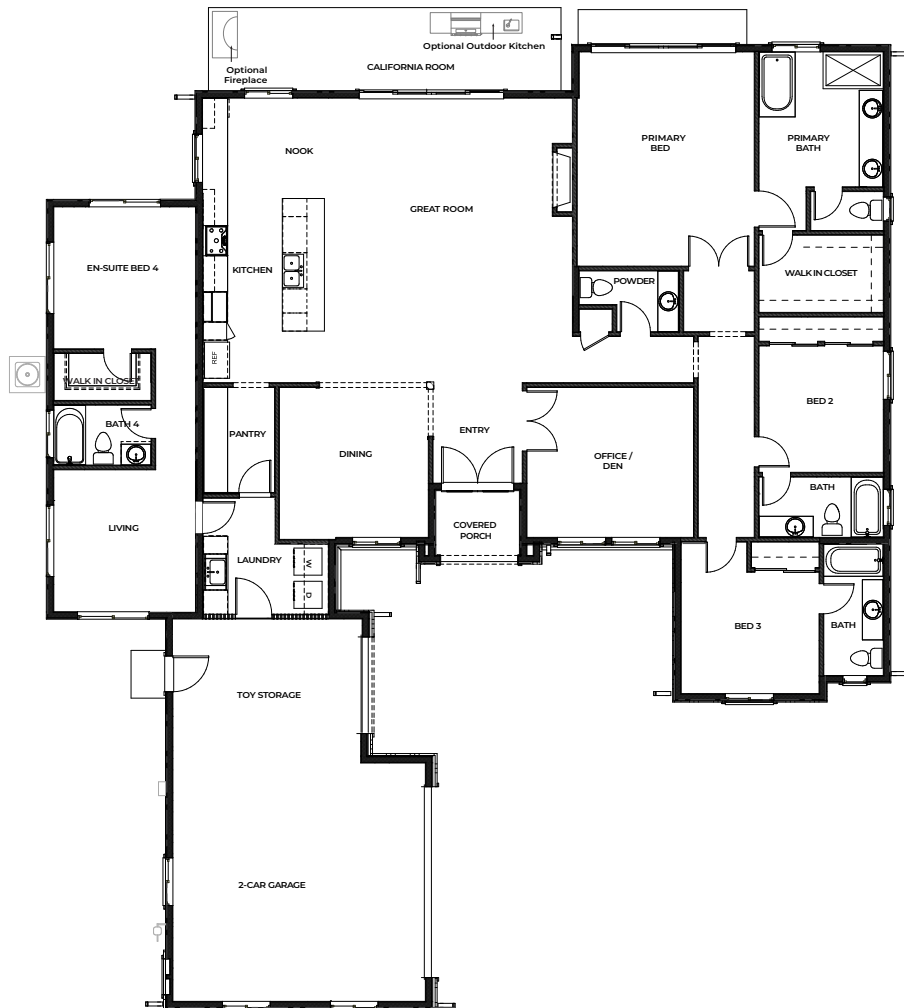 Optional Outdoor Kitchen
Optional
Fireplace
CALIFORNIA ROOM
NOOK
PRIMARY
BED
PRIMARY
BATH
GREAT ROOM
EN-SUITE BED 4
KITCHEN
POWDER
WALK IN CLOSET
REF
WALK IN CLOSET
BED 2
BATH 4
PANTRY
ENTRY
DINING
OFFICE /
DEN
BATH
LIVING
COVERED
PORCH
LAUNDRY
W
D
BED 3
BATH
TOY STORAGE
2-CAR GARAGE